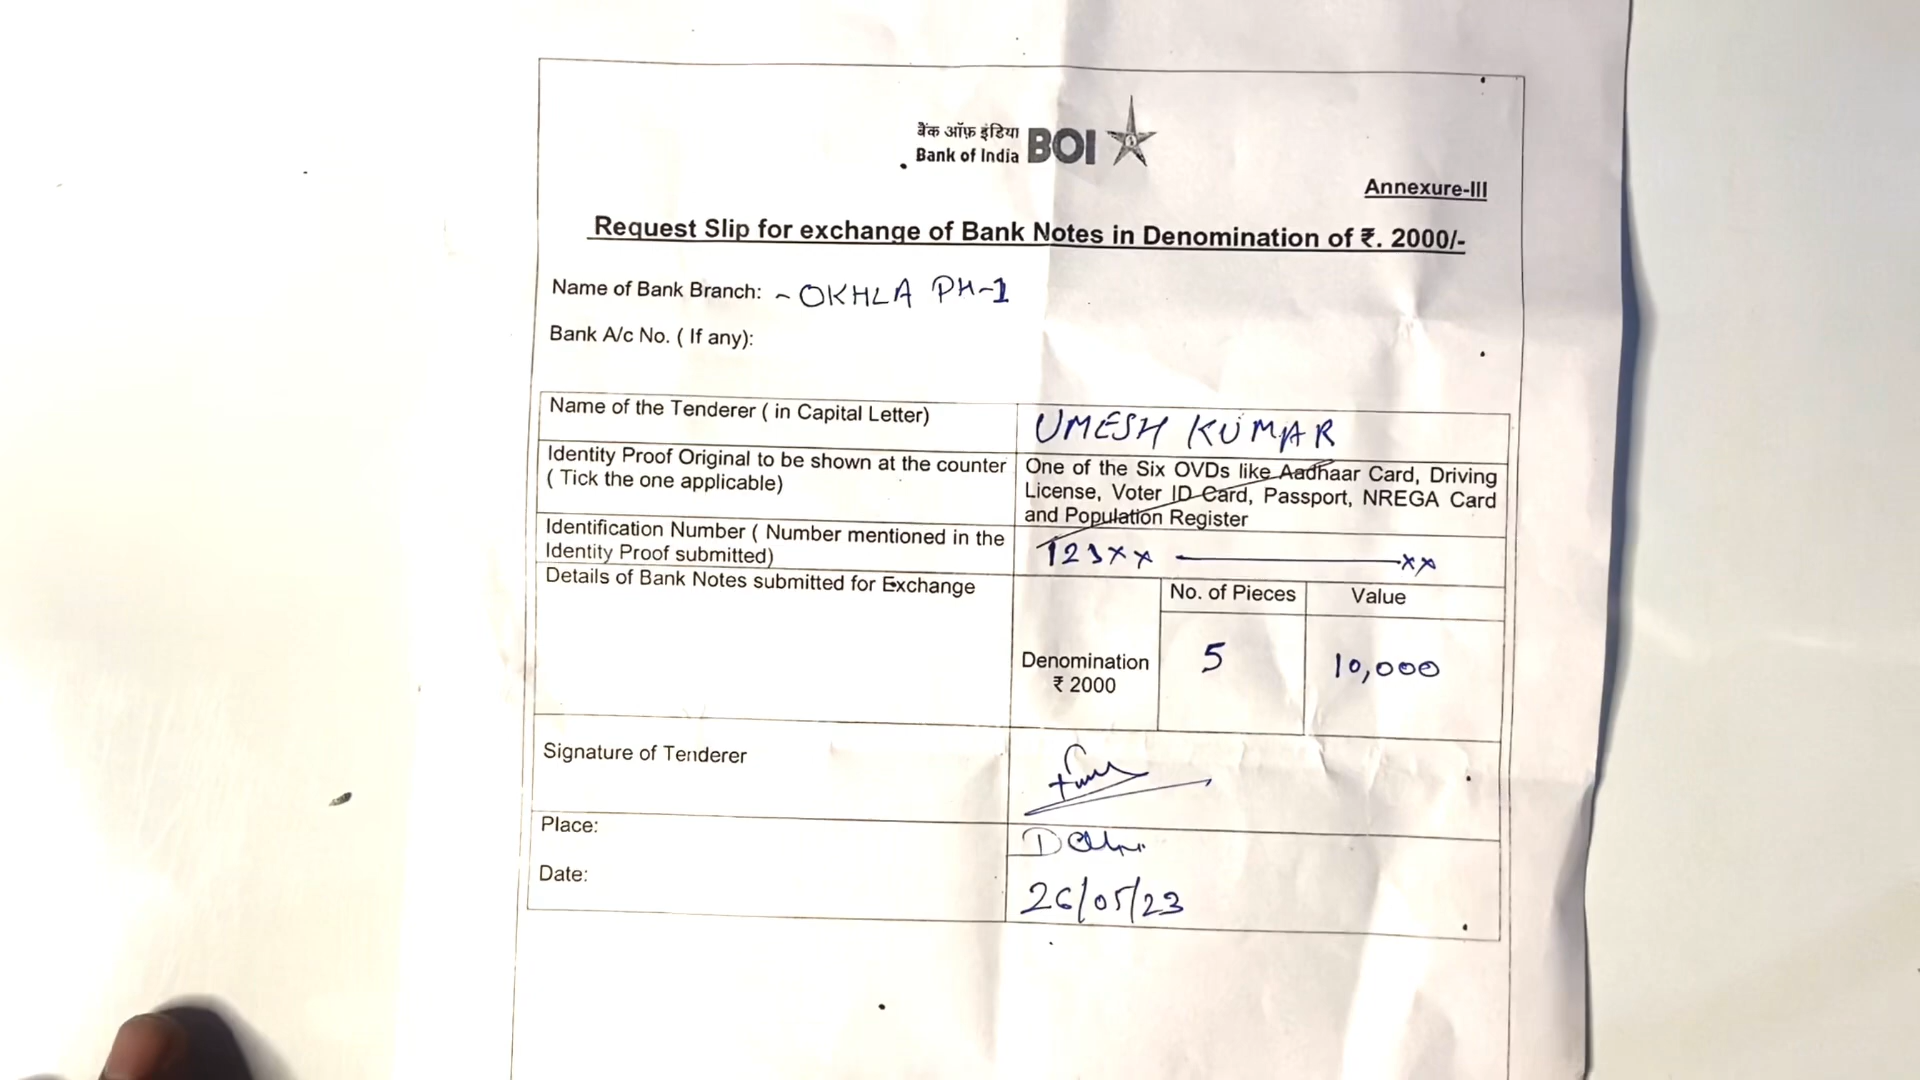 बैंक ऑफ़ इंडिया
Bank of India BOI
Annexure-III
Request Slip for exchange of Bank Notes in Denomination of ₹. 2000/-
Name of Bank Branch: - OKHLA PH-1
Bank A/c No. ( If any):
Name of the Tenderer ( in Capital Letter) UMESH KUMAR
Identity Proof Original to be shown at the counter
( Tick the one applicable)
One of the Six OVDs like Aadhaar Card, Driving
License, Voter ID Card, Passport, NREGA Card
and Population Register
Identification Number ( Number mentioned in the
Identity Proof submitted)
123xx ——— xx
Details of Bank Notes submitted for Exchange
No. of Pieces Value
Denomination
₹ 2000
5 10,000
Signature of Tenderer
Place: Delhi
Date: 26/05/23